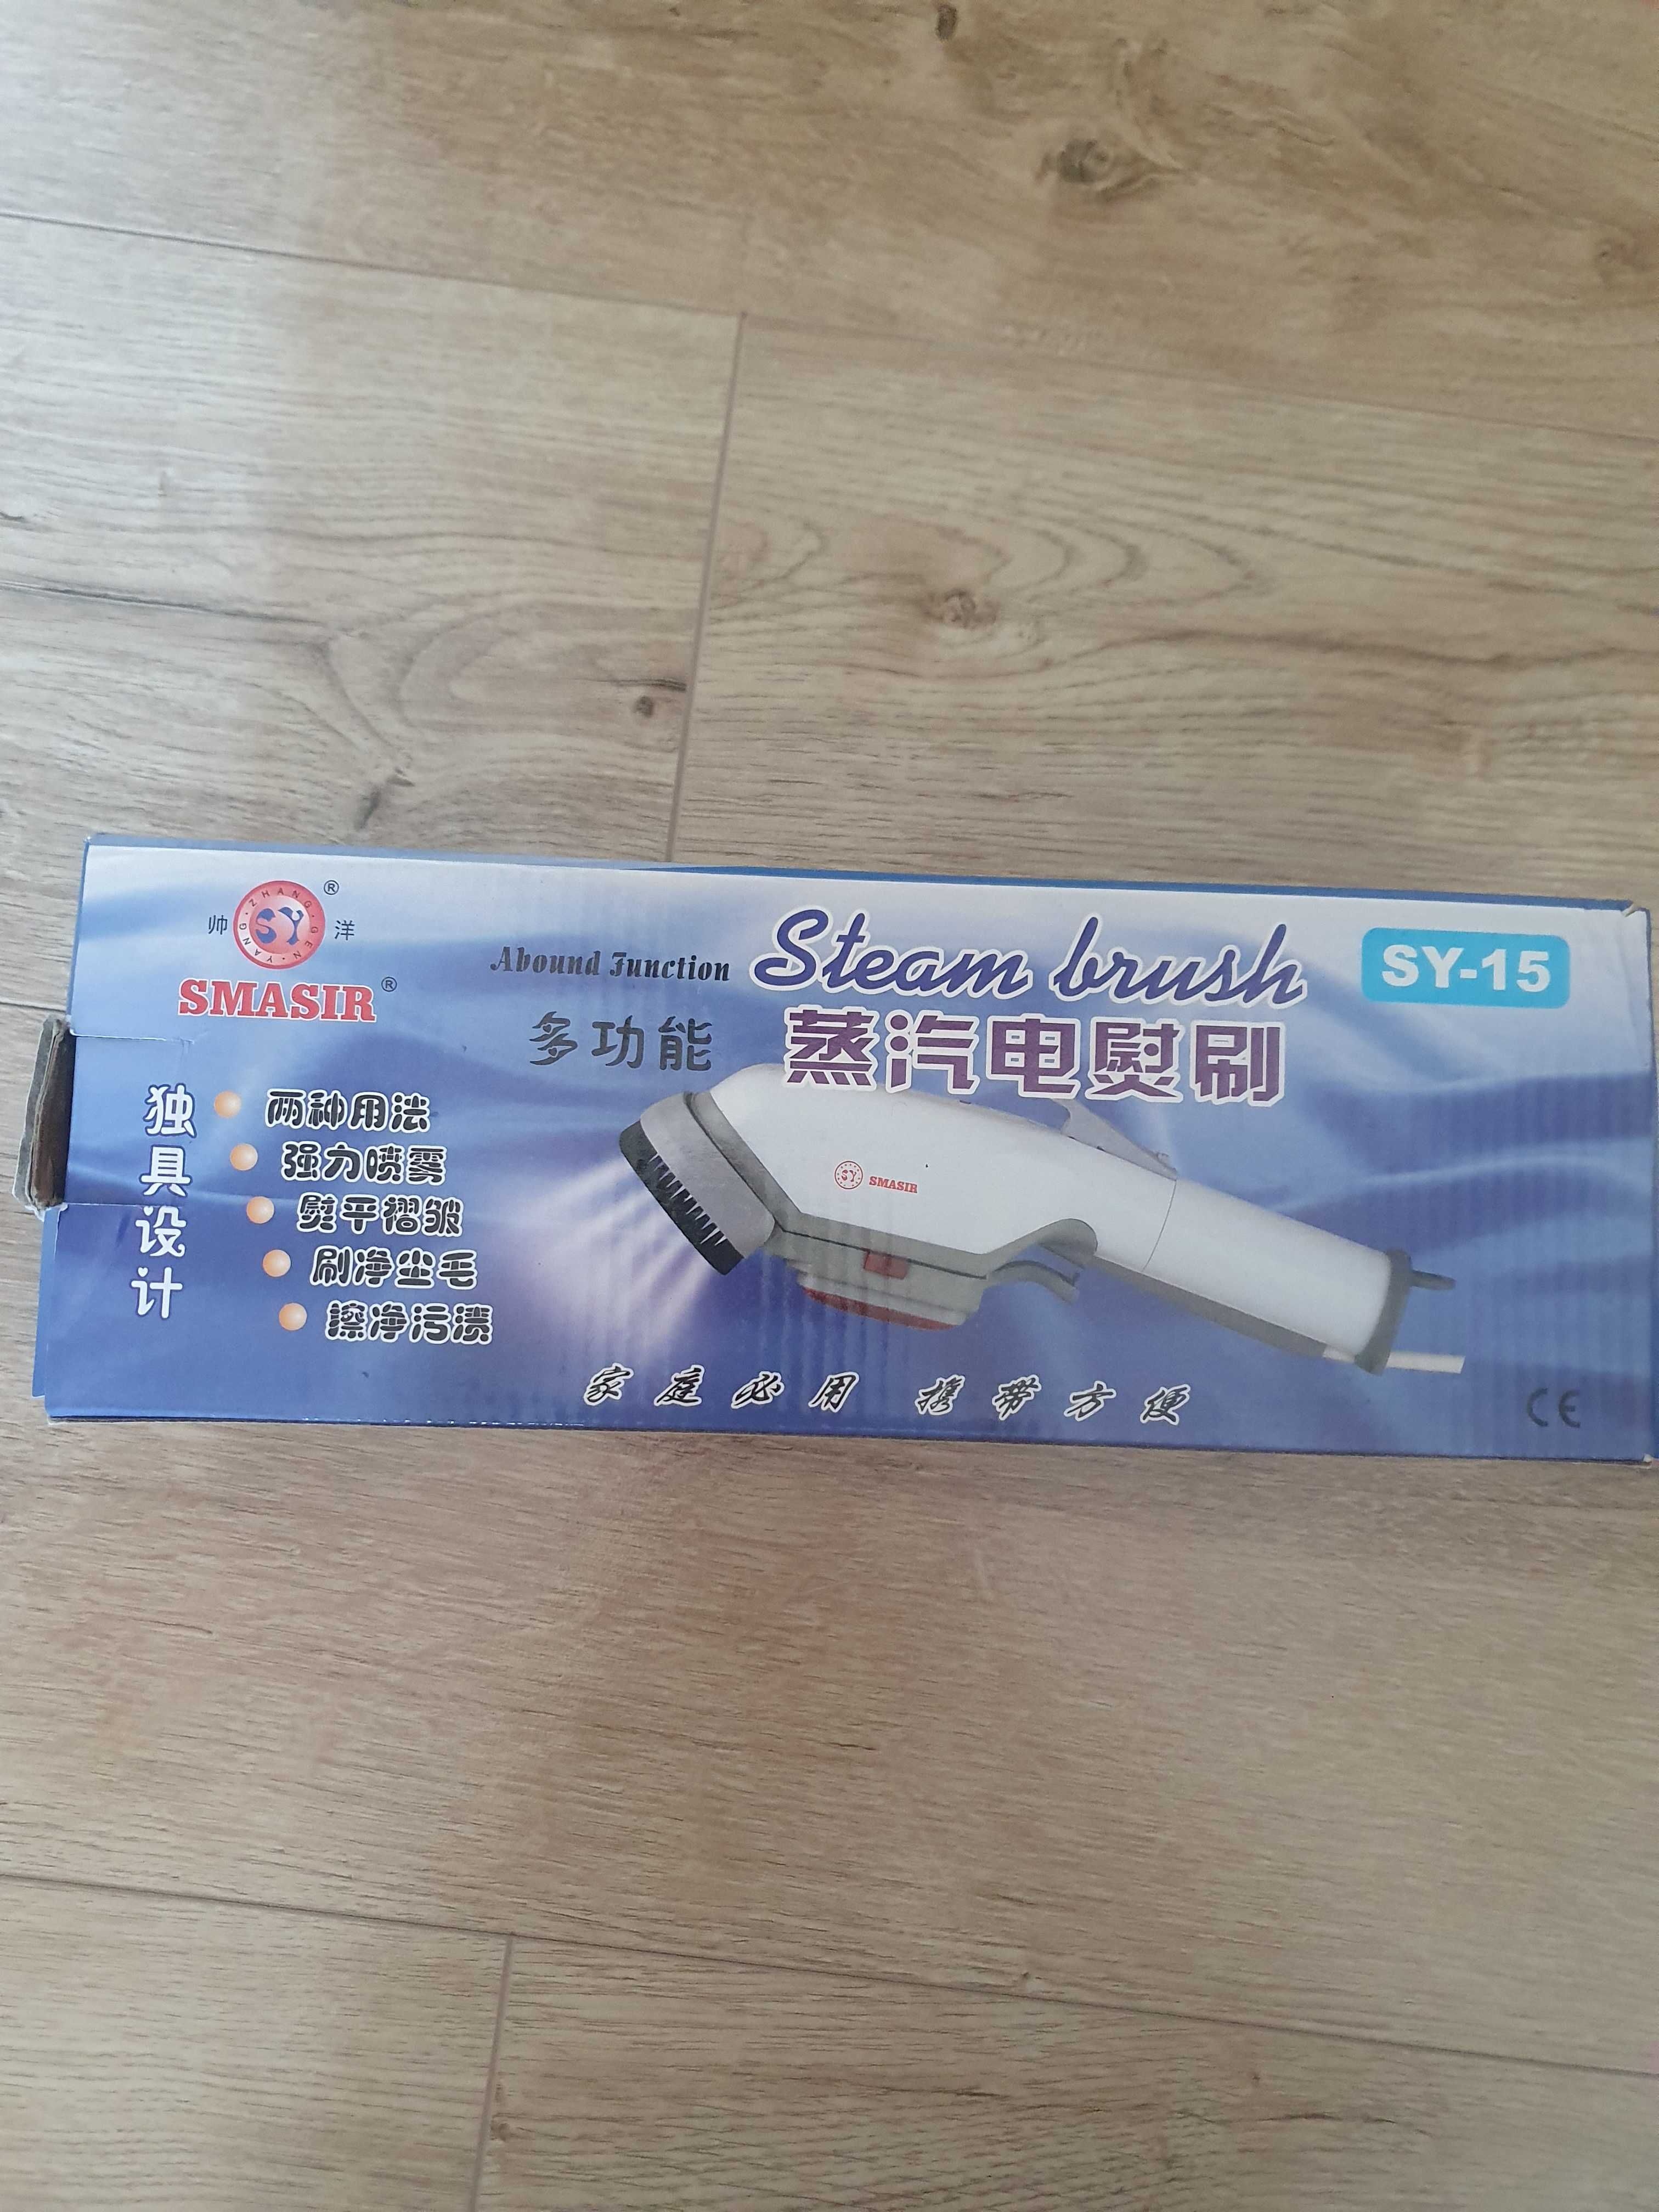 帅 SY 洋 ®
ZHANG·GEN·YANG
SMASIR®
Abound Function Steam brush SY-15
多功能 蒸汽电熨刷
独具设计
两种用法
强力喷雾
熨平褶皱
刷净尘毛
擦净污渍
SY SMASIR
家庭必用 携带方便
CE